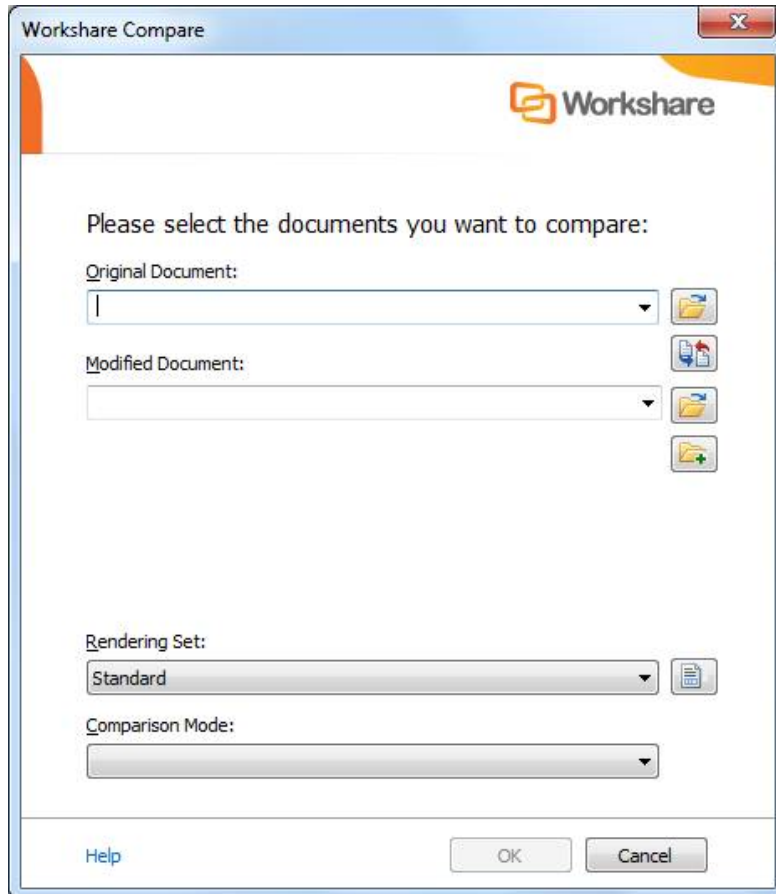 Workshare Compare
Workshare
Please select the documents you want to compare:
Original Document:
Modified Document:
Rendering Set:
Standard
Comparison Mode:
Help
OK
Cancel